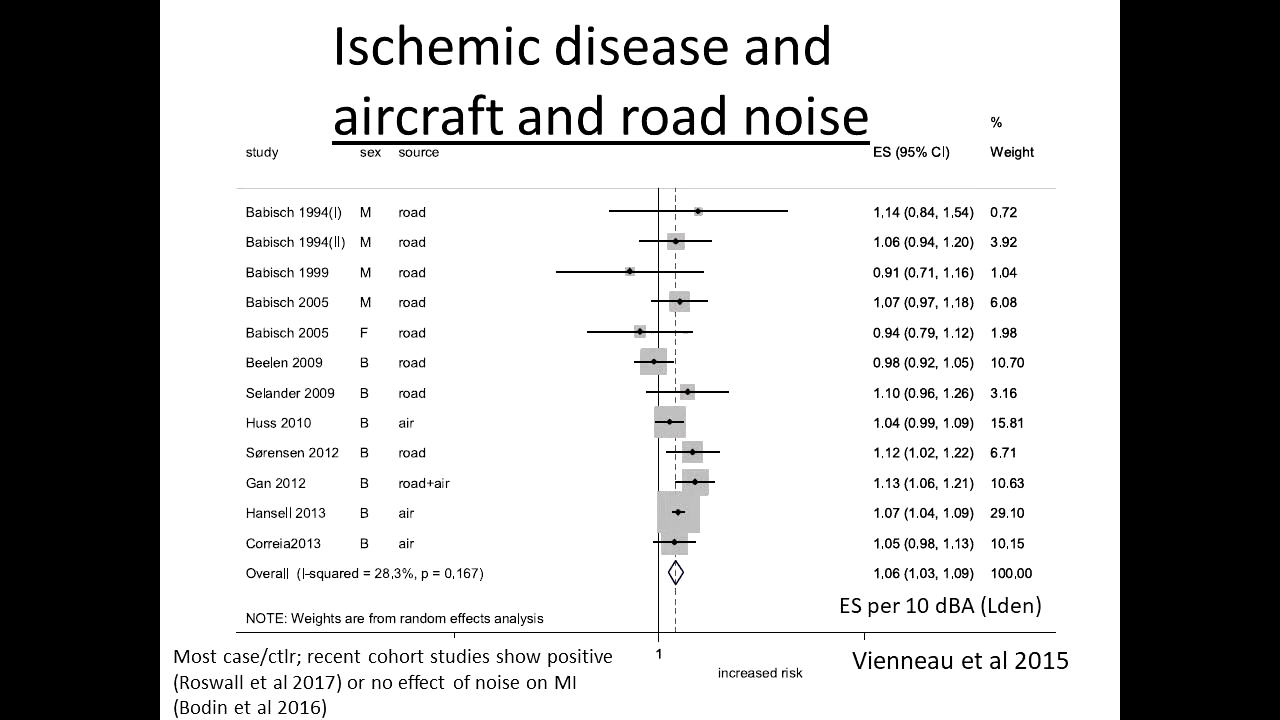 Ischemic disease and
aircraft and road noise
%
study sex source ES (95% CI) Weight
Babisch 1994(I) M road 1.14 (0.84, 1.54) 0.72
Babisch 1994(II) M road 1.06 (0.94, 1.20) 3.92
Babisch 1999 M road 0.91 (0.71, 1.16) 1.04
Babisch 2005 M road 1.07 (0.97, 1.18) 6.08
Babisch 2005 F road 0.94 (0.79, 1.12) 1.98
Beelen 2009 B road 0.98 (0.92, 1.05) 10.70
Selander 2009 B road 1.10 (0.96, 1.26) 3.16
Huss 2010 B air 1.04 (0.99, 1.09) 15.81
Sørensen 2012 B road 1.12 (1.02, 1.22) 6.71
Gan 2012 B road+air 1.13 (1.06, 1.21) 10.63
Hansell 2013 B air 1.07 (1.04, 1.09) 29.10
Correia2013 B air 1.05 (0.98, 1.13) 10.15
Overall (I-squared = 28.3%, p = 0.167) 1.06 (1.03, 1.09) 100.00
ES per 10 dBA (Lden)
NOTE: Weights are from random effects analysis
1
increased risk
Most case/ctlr; recent cohort studies show positive
(Roswall et al 2017) or no effect of noise on MI
(Bodin et al 2016)
Vienneau et al 2015